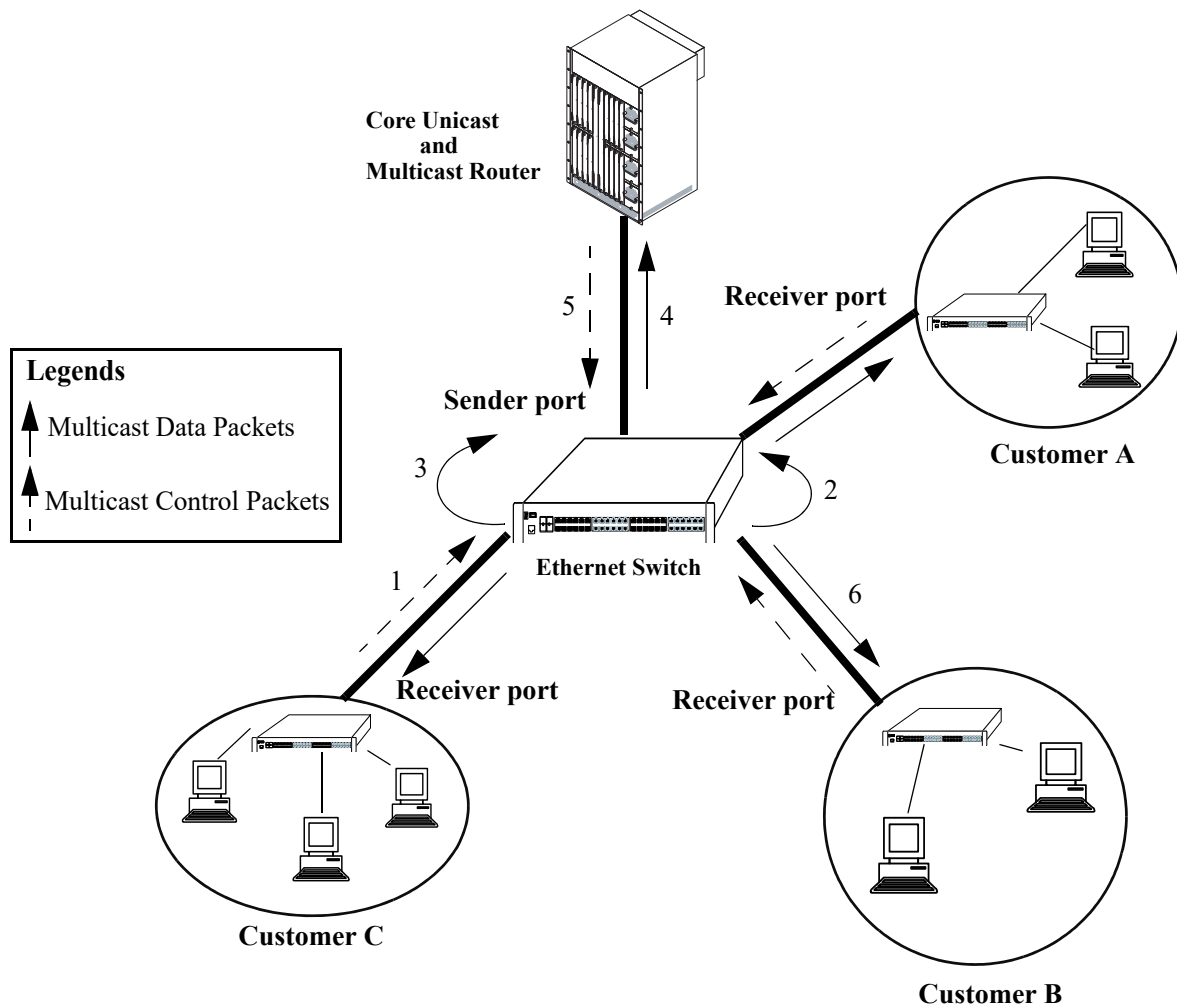 Core Unicast
and
Multicast Router
5
4
Receiver port
Legends
Multicast Data Packets
Multicast Control Packets
Sender port
3
2
Customer A
Ethernet Switch
1
6
Receiver port
Receiver port
Customer C
Customer B